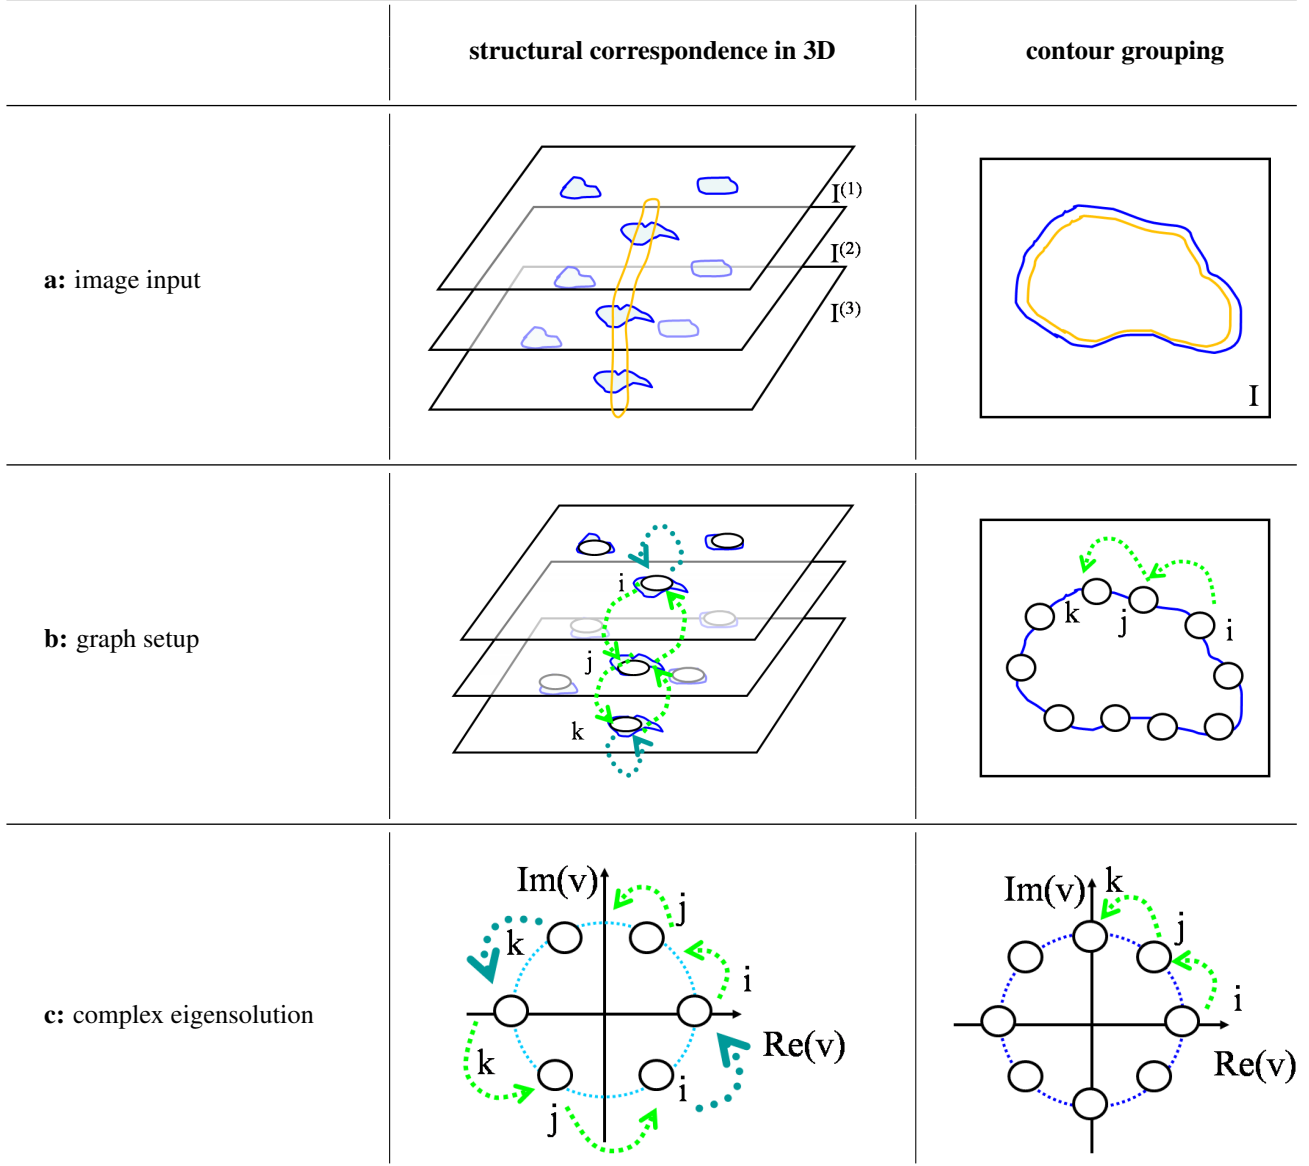 structural correspondence in 3D
contour grouping
a: image input
I(1)
I(2)
I(3)
I
b: graph setup
i
j
k
k
j
i
c: complex eigensolution
Im(v)
j
k
i
Re(v)
k
i
j
Im(v)
k
j
i
Re(v)